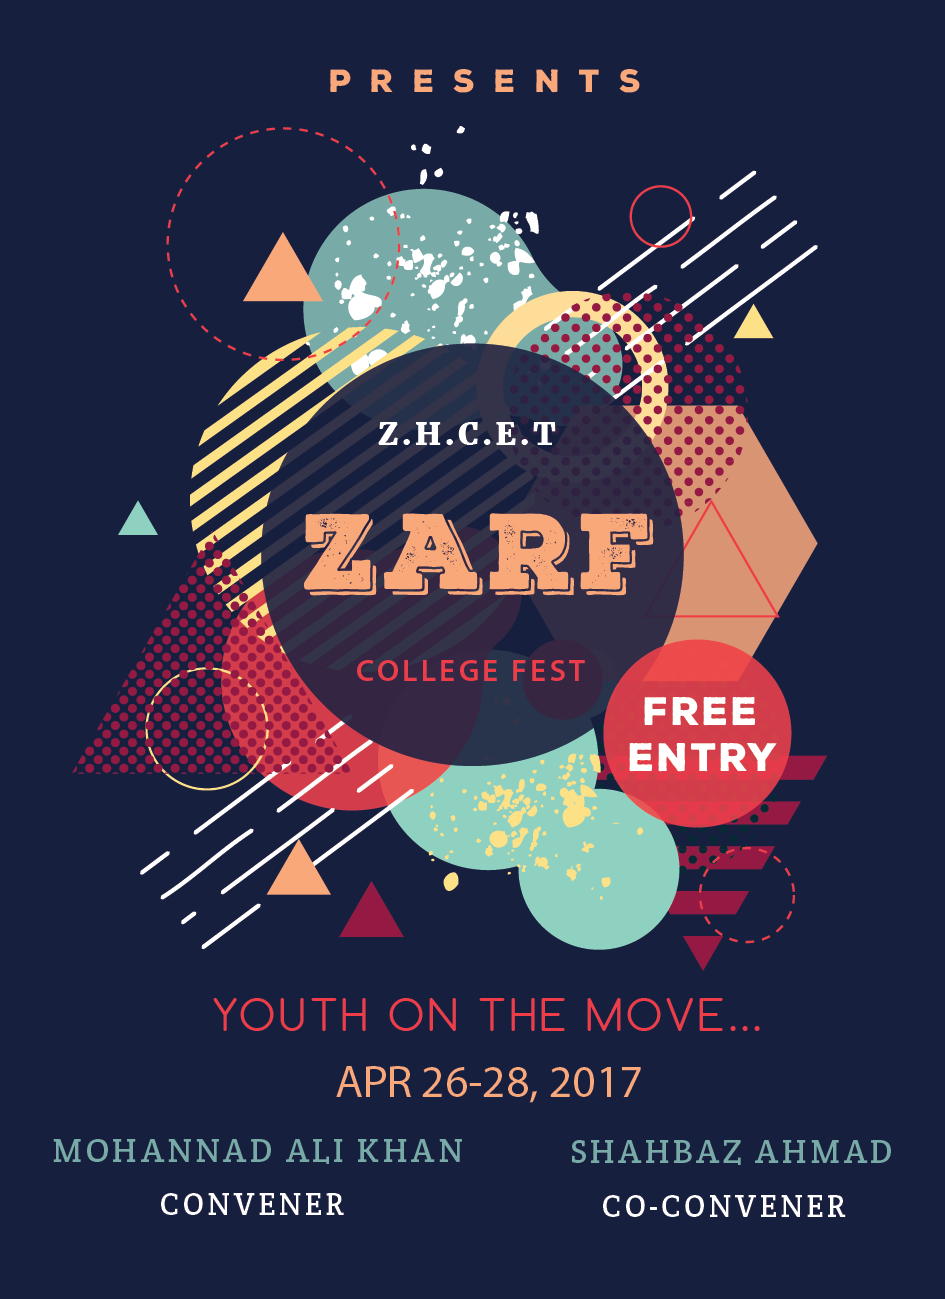 PRESENTS
Z.H.C.E.T
ZARF
COLLEGE FEST
FREE
ENTRY
YOUTH ON THE MOVE...
APR 26-28, 2017
MOHANNAD ALI KHAN
CONVENER
SHAHBAZ AHMAD
CO-CONVENER